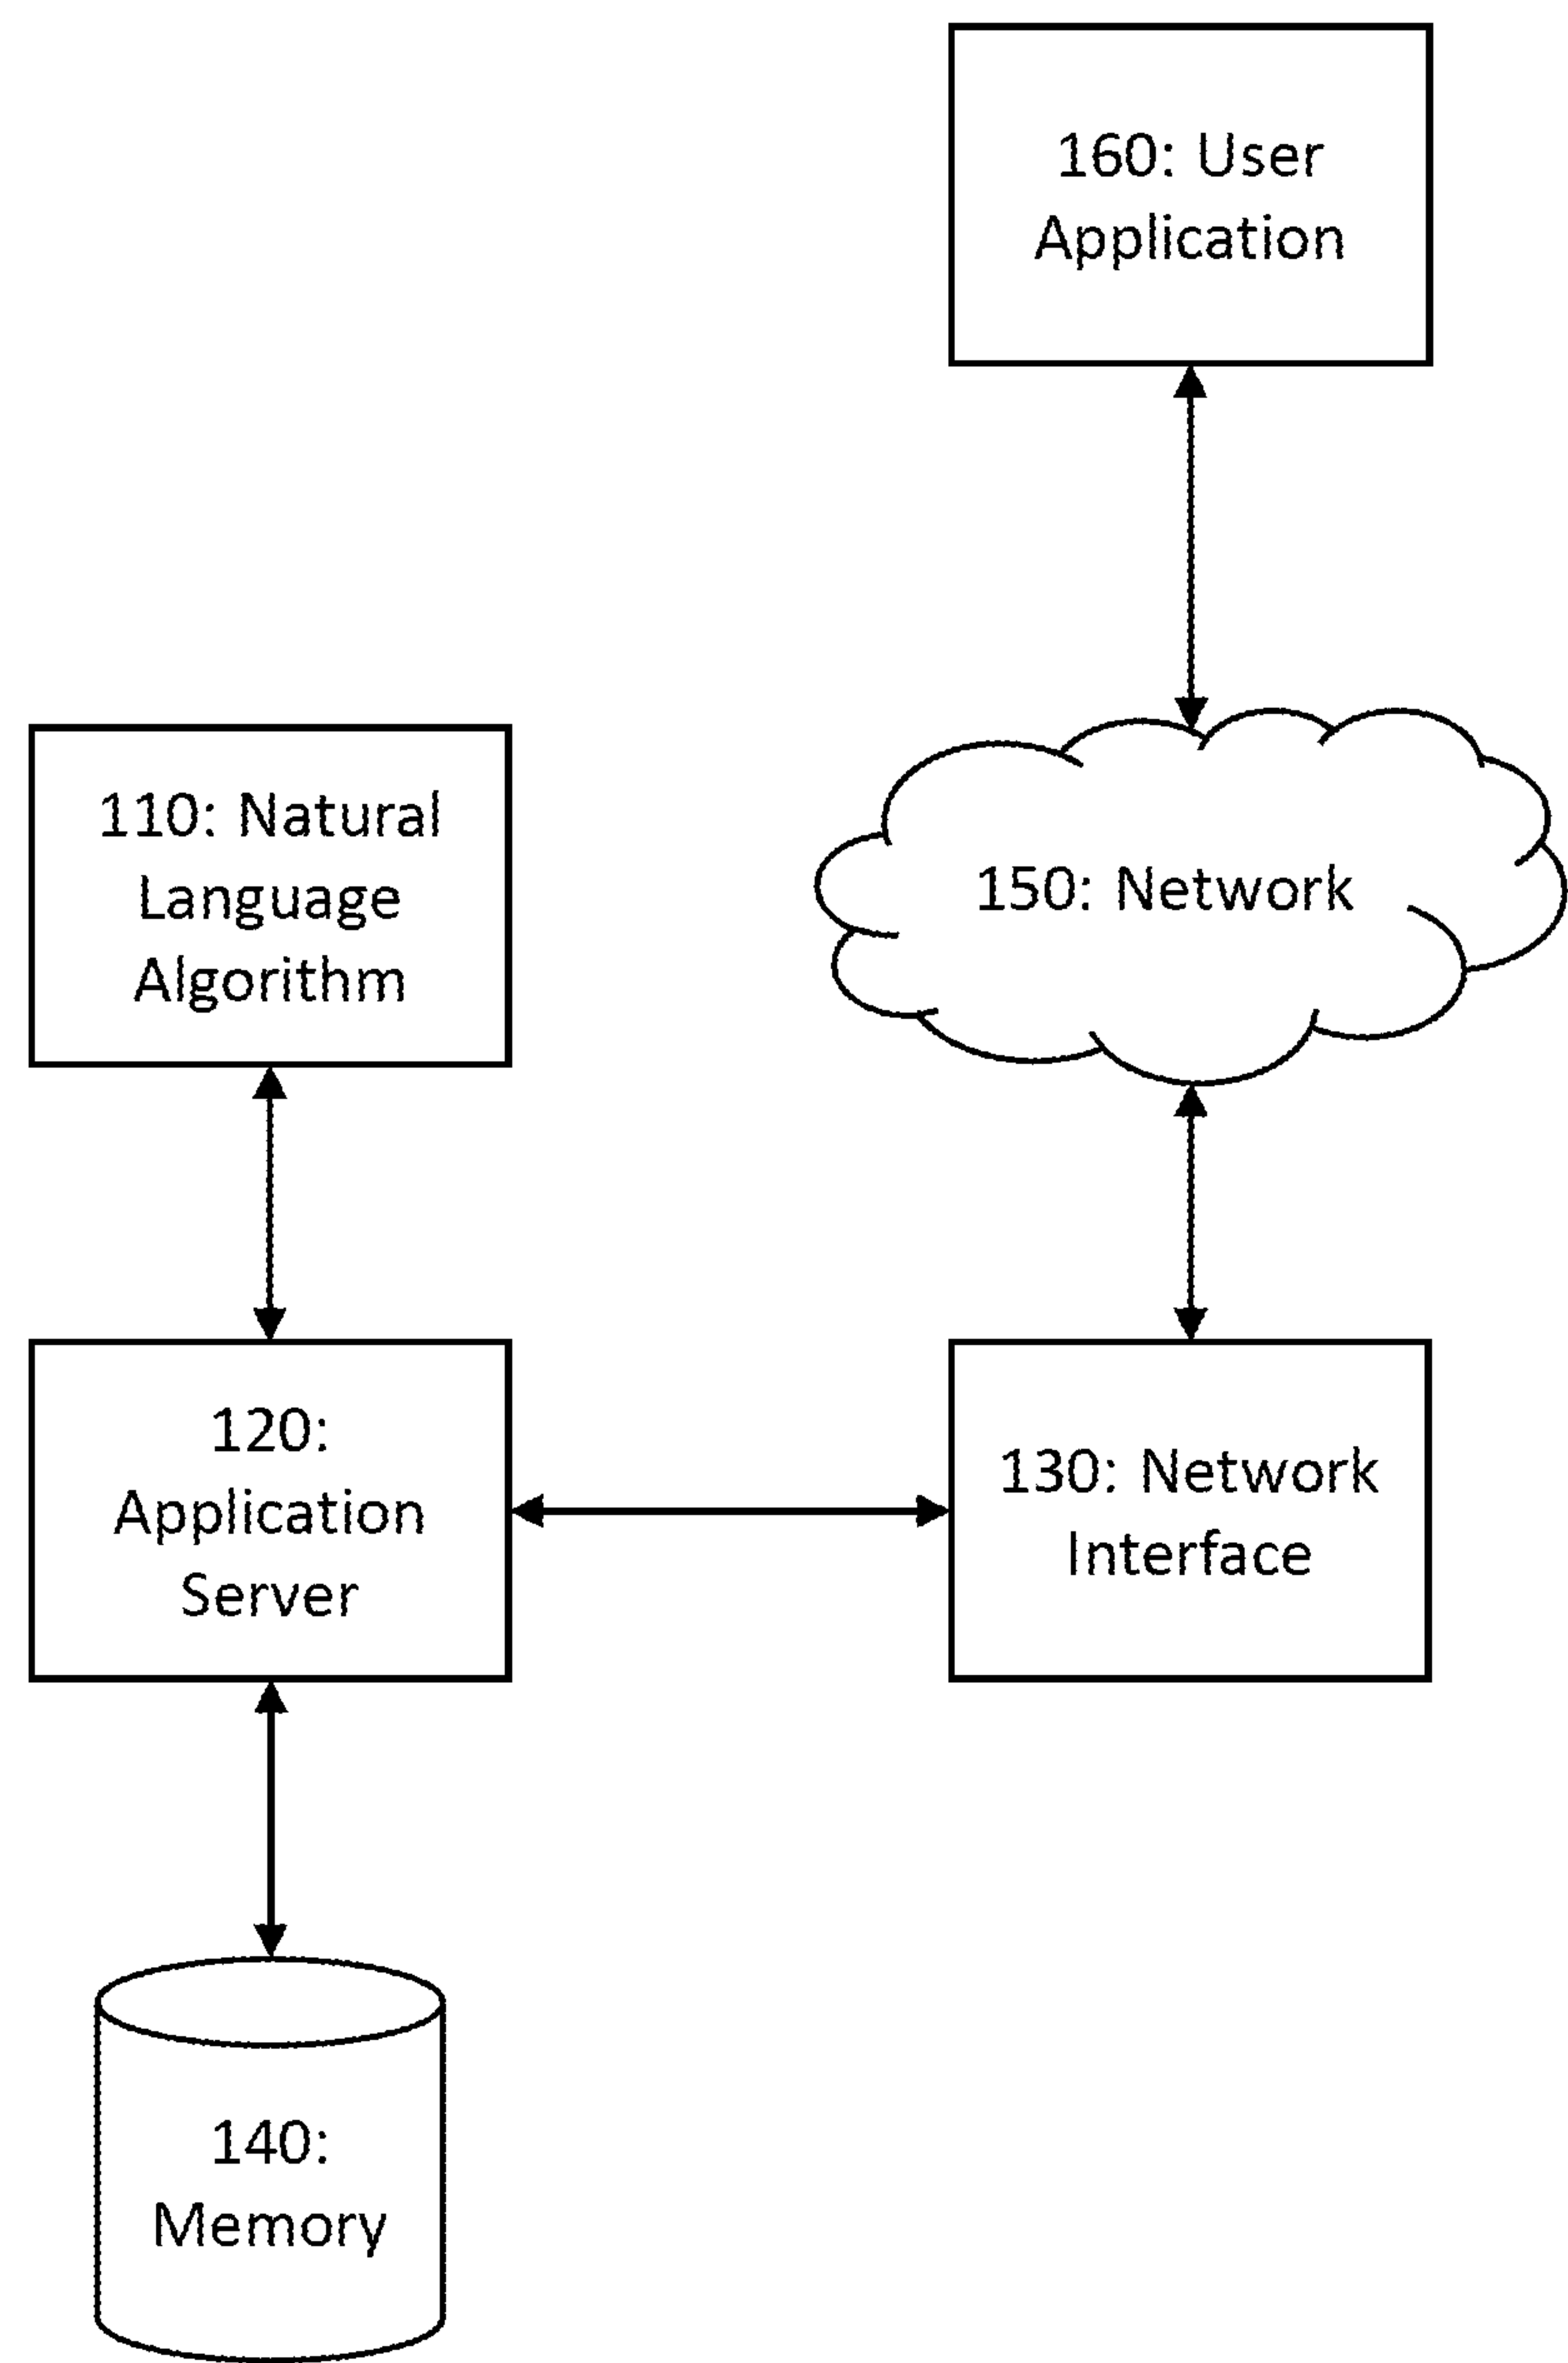 160: User
Application
110: Natural
Language
Algorithm
150: Network
120:
Application
Server
130: Network
Interface
140:
Memory